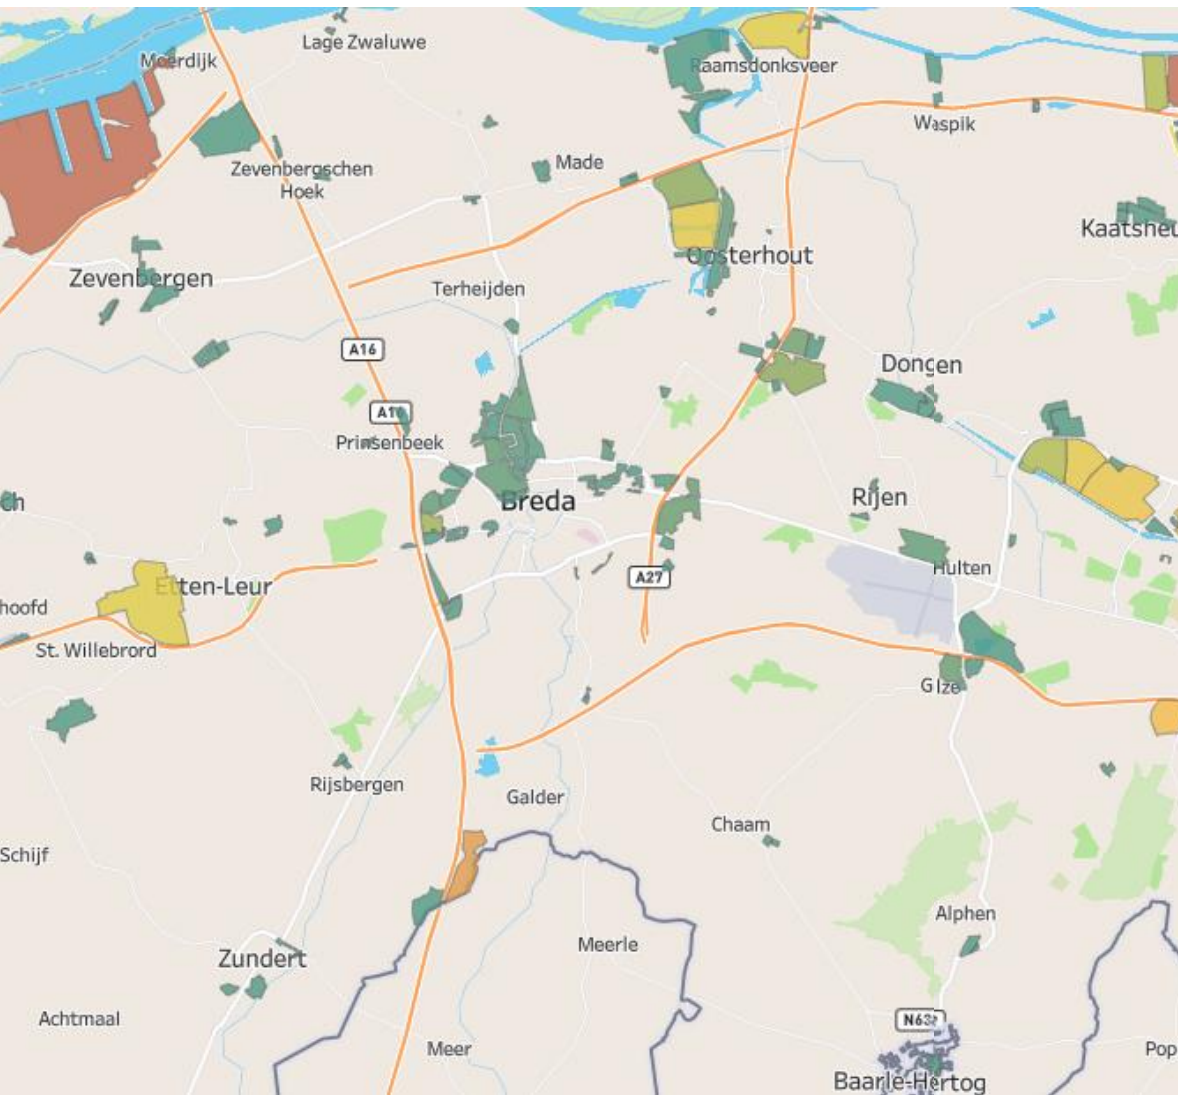 Lage Zwaluwe
Moerdijk
Raamsdonksveer
Waspik
Zevenbergschen
Hoek
Made
Kaatsheu
Oosterhout
Zevenbergen
Terheijden
A16
Dongen
A16
Prinsenbeek
ch
Breda
Rijen
A27
Hulten
Etten-Leur
hoofd
St. Willebrord
Gilze
Rijsbergen
Galder
Chaam
Schijf
Alphen
Meerle
Zundert
Achtmaal
N63
Meer
Pop
Baarle-Hertog